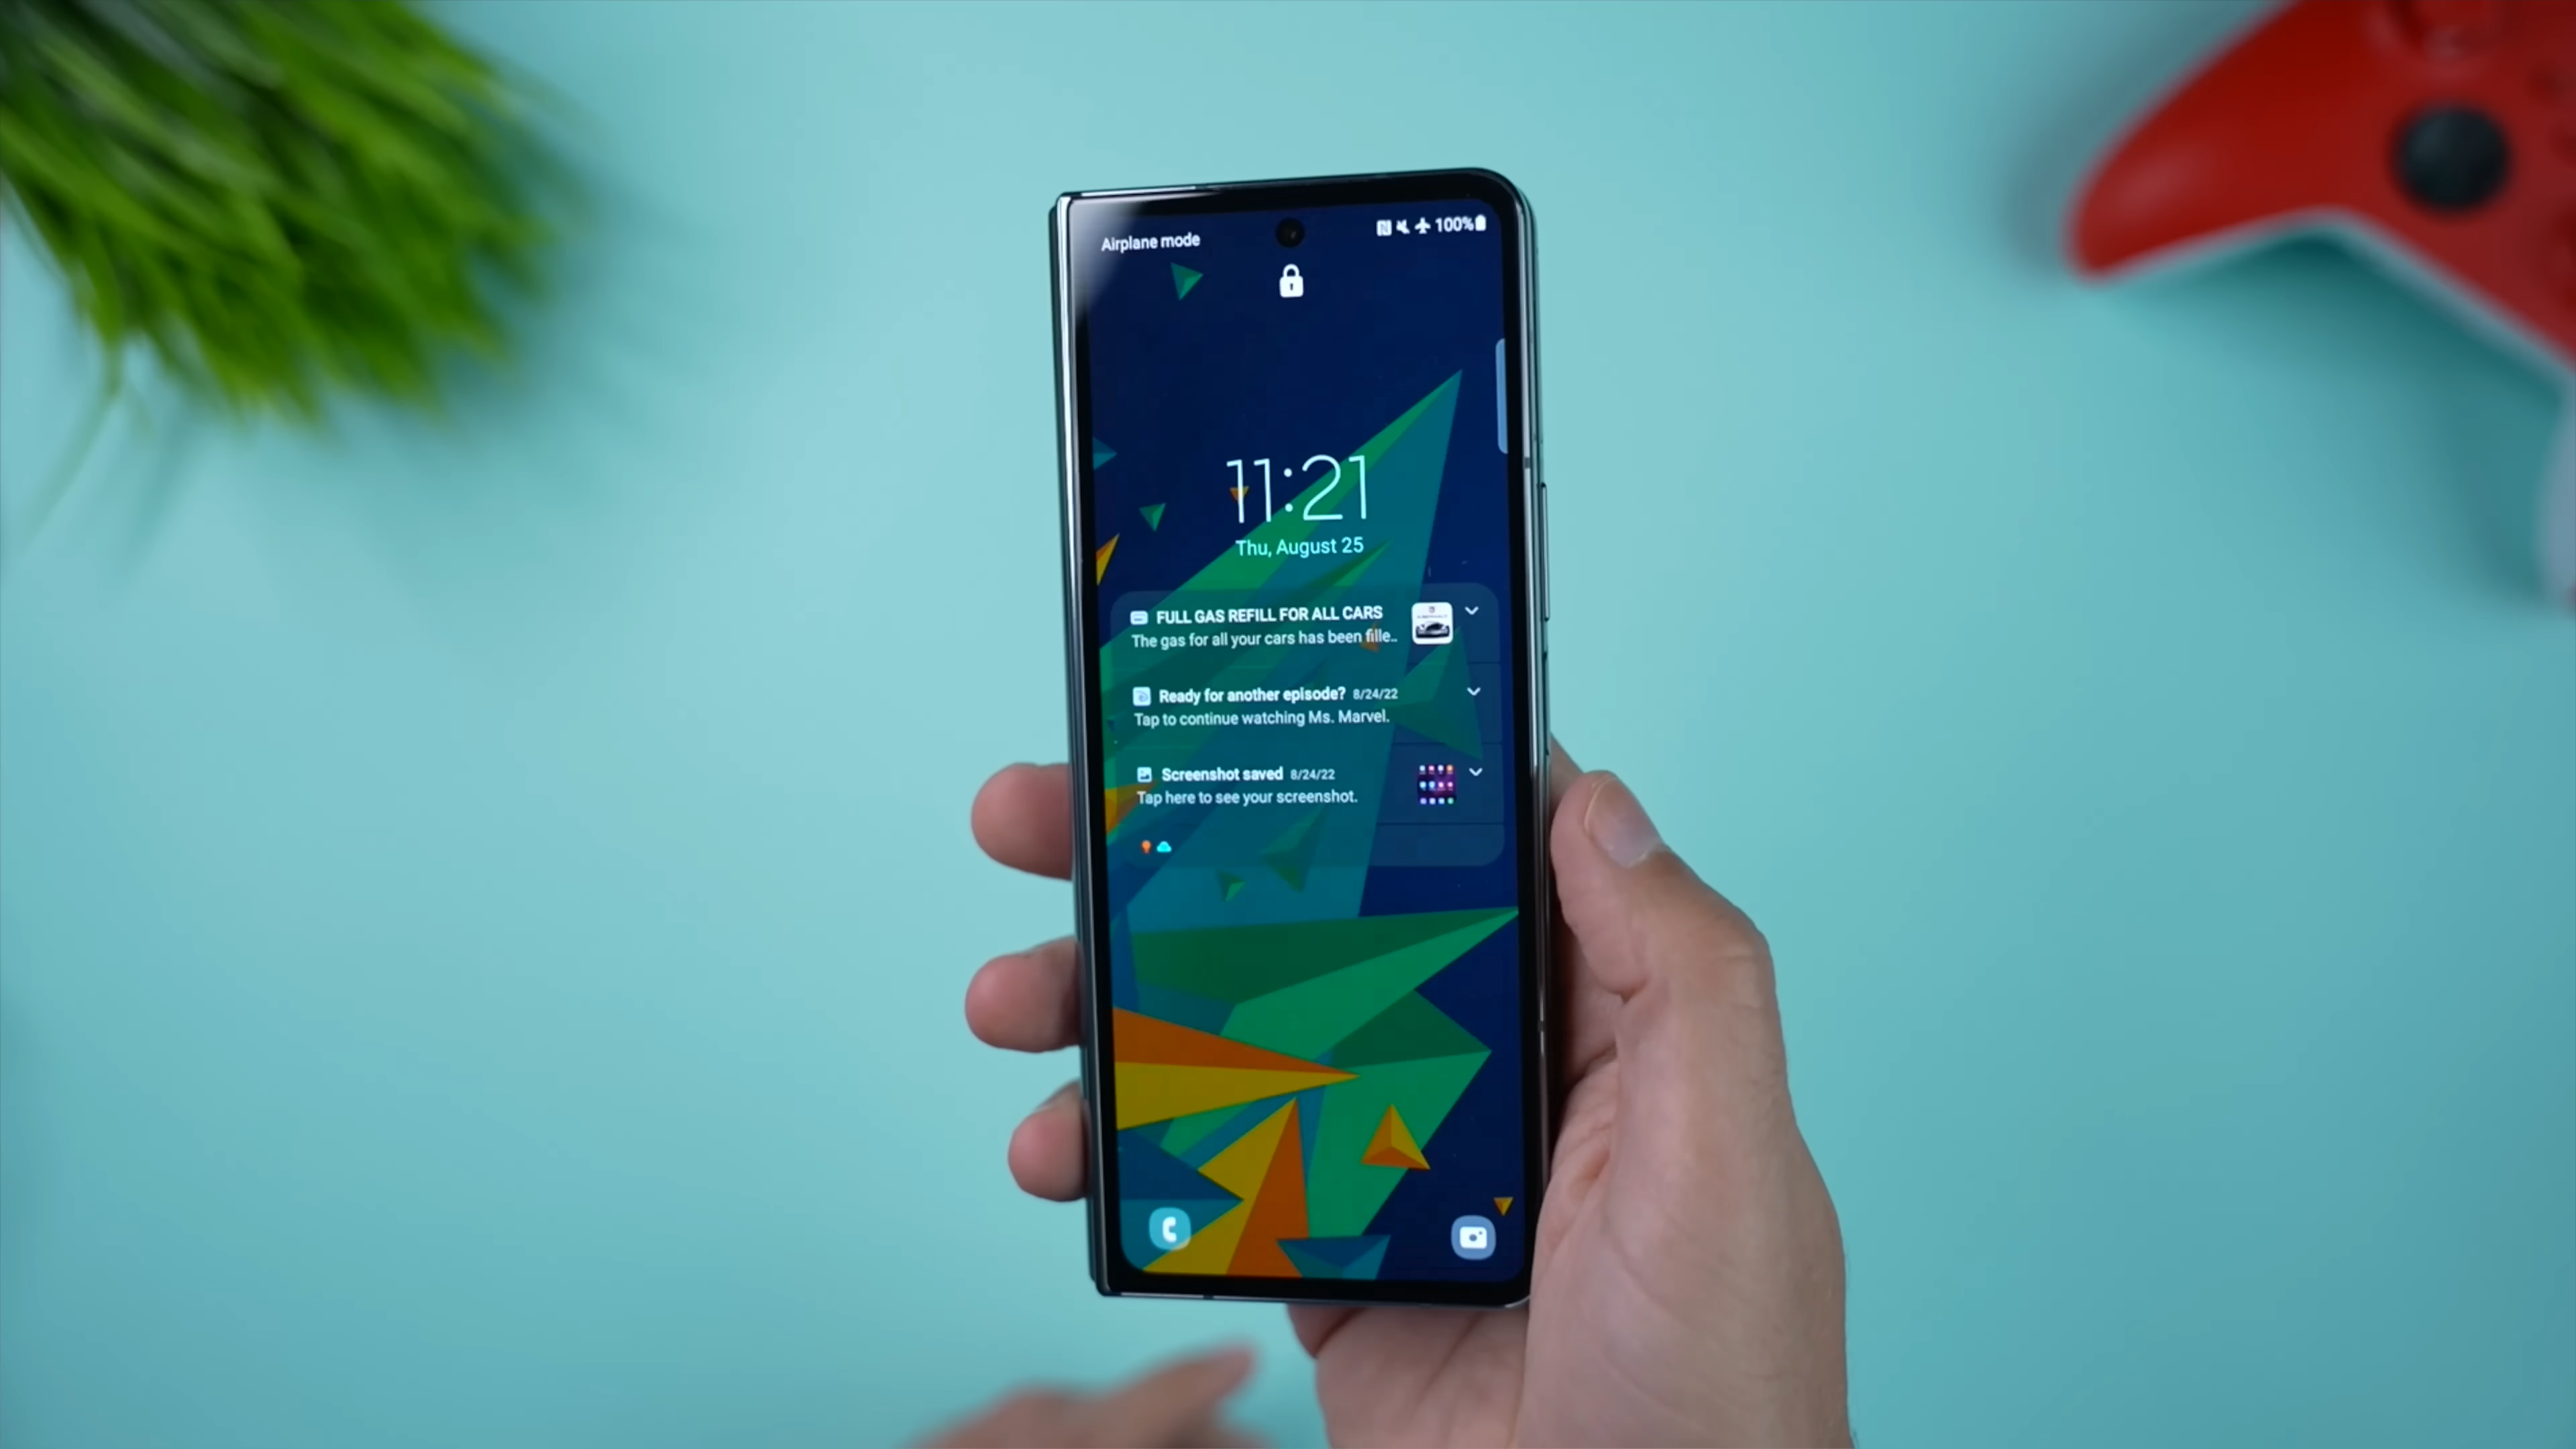 Airplane mode 100%
11:21
Thu, August 25
FULL GAS REFILL FOR ALL CARS
The gas for all your cars has been fille..
Ready for another episode? 8/24/22
Tap to continue watching Ms. Marvel.
Screenshot saved 8/24/22
Tap here to see your screenshot.